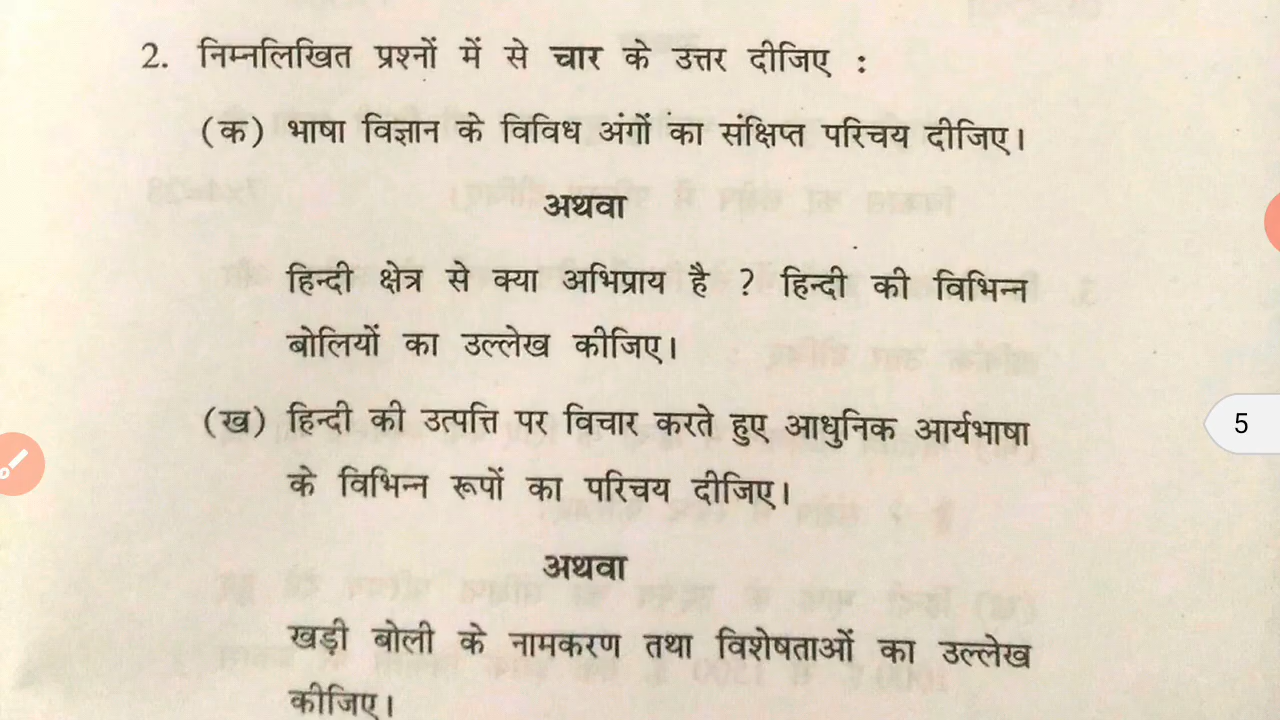 2. निम्नलिखित प्रश्नों में से चार के उत्तर दीजिए :
(क) भाषा विज्ञान के विविध अंगों का संक्षिप्त परिचय दीजिए।
अथवा
हिन्दी क्षेत्र से क्या अभिप्राय है ? हिन्दी की विभिन्न
बोलियों का उल्लेख कीजिए।
(ख) हिन्दी की उत्पत्ति पर विचार करते हुए आधुनिक आर्यभाषा
के विभिन्न रूपों का परिचय दीजिए।
5
अथवा
खड़ी बोली के नामकरण तथा विशेषताओं का उल्लेख
कीजिए।